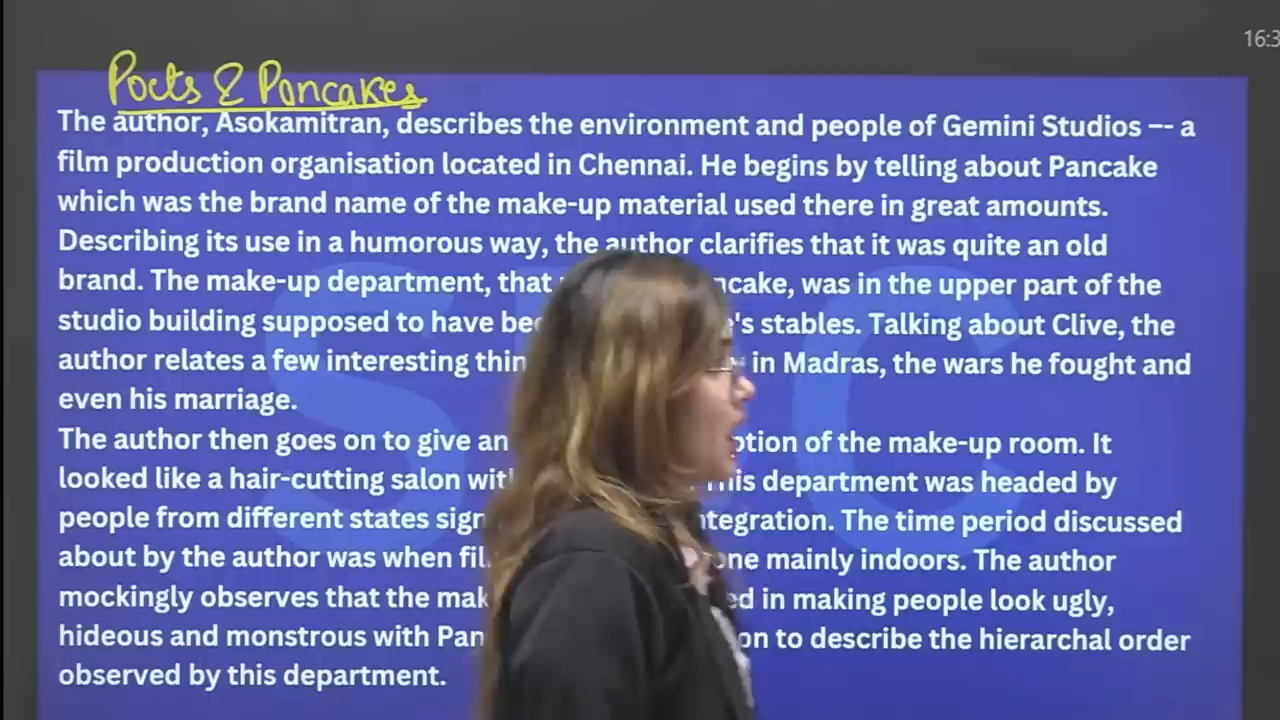 16:3
Poets & Pancakes
The author, Asokamitran, describes the environment and people of Gemini Studios –- a
film production organisation located in Chennai. He begins by telling about Pancake
which was the brand name of the make-up material used there in great amounts.
Describing its use in a humorous way, the author clarifies that it was quite an old
brand. The make-up department, that ncake, was in the upper part of the
studio building supposed to have be 's stables. Talking about Clive, the
author relates a few interesting thin in Madras, the wars he fought and
even his marriage.
The author then goes on to give an ption of the make-up room. It
looked like a hair-cutting salon wit his department was headed by
people from different states sign ntegration. The time period discussed
about by the author was when fil one mainly indoors. The author
mockingly observes that the mak ed in making people look ugly,
hideous and monstrous with Pan on to describe the hierarchal order
observed by this department.